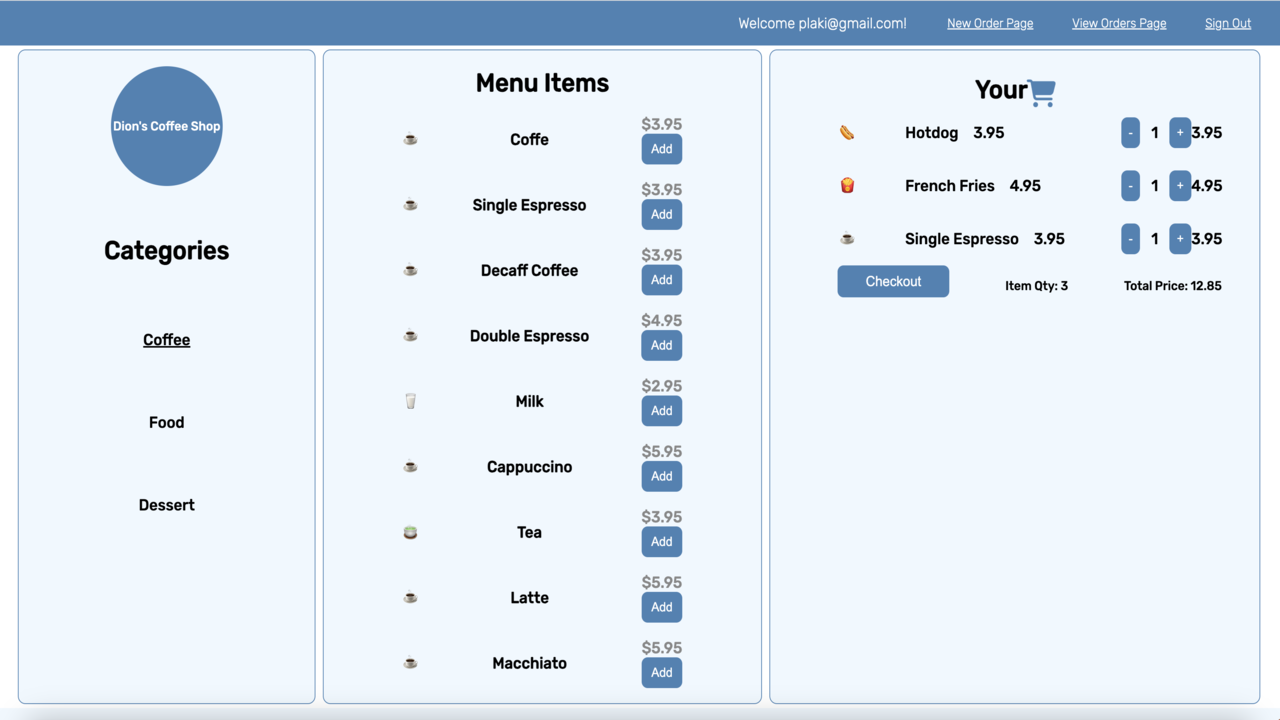 Welcome plaki@gmail.com! New Order Page View Orders Page Sign Out
Dion's Coffee Shop
Categories
Coffee
Food
Dessert
Menu Items
Coffe
$3.95
Add
Single Espresso
$3.95
Add
Decaff Coffee
$3.95
Add
Double Espresso
$4.95
Add
Milk
$2.95
Add
Cappuccino
$5.95
Add
Tea
$3.95
Add
Latte
$5.95
Add
Macchiato
$5.95
Add
Your
Hotdog 3.95 - 1 + 3.95
French Fries 4.95 - 1 + 4.95
Single Espresso 3.95 - 1 + 3.95
Checkout Item Qty: 3 Total Price: 12.85